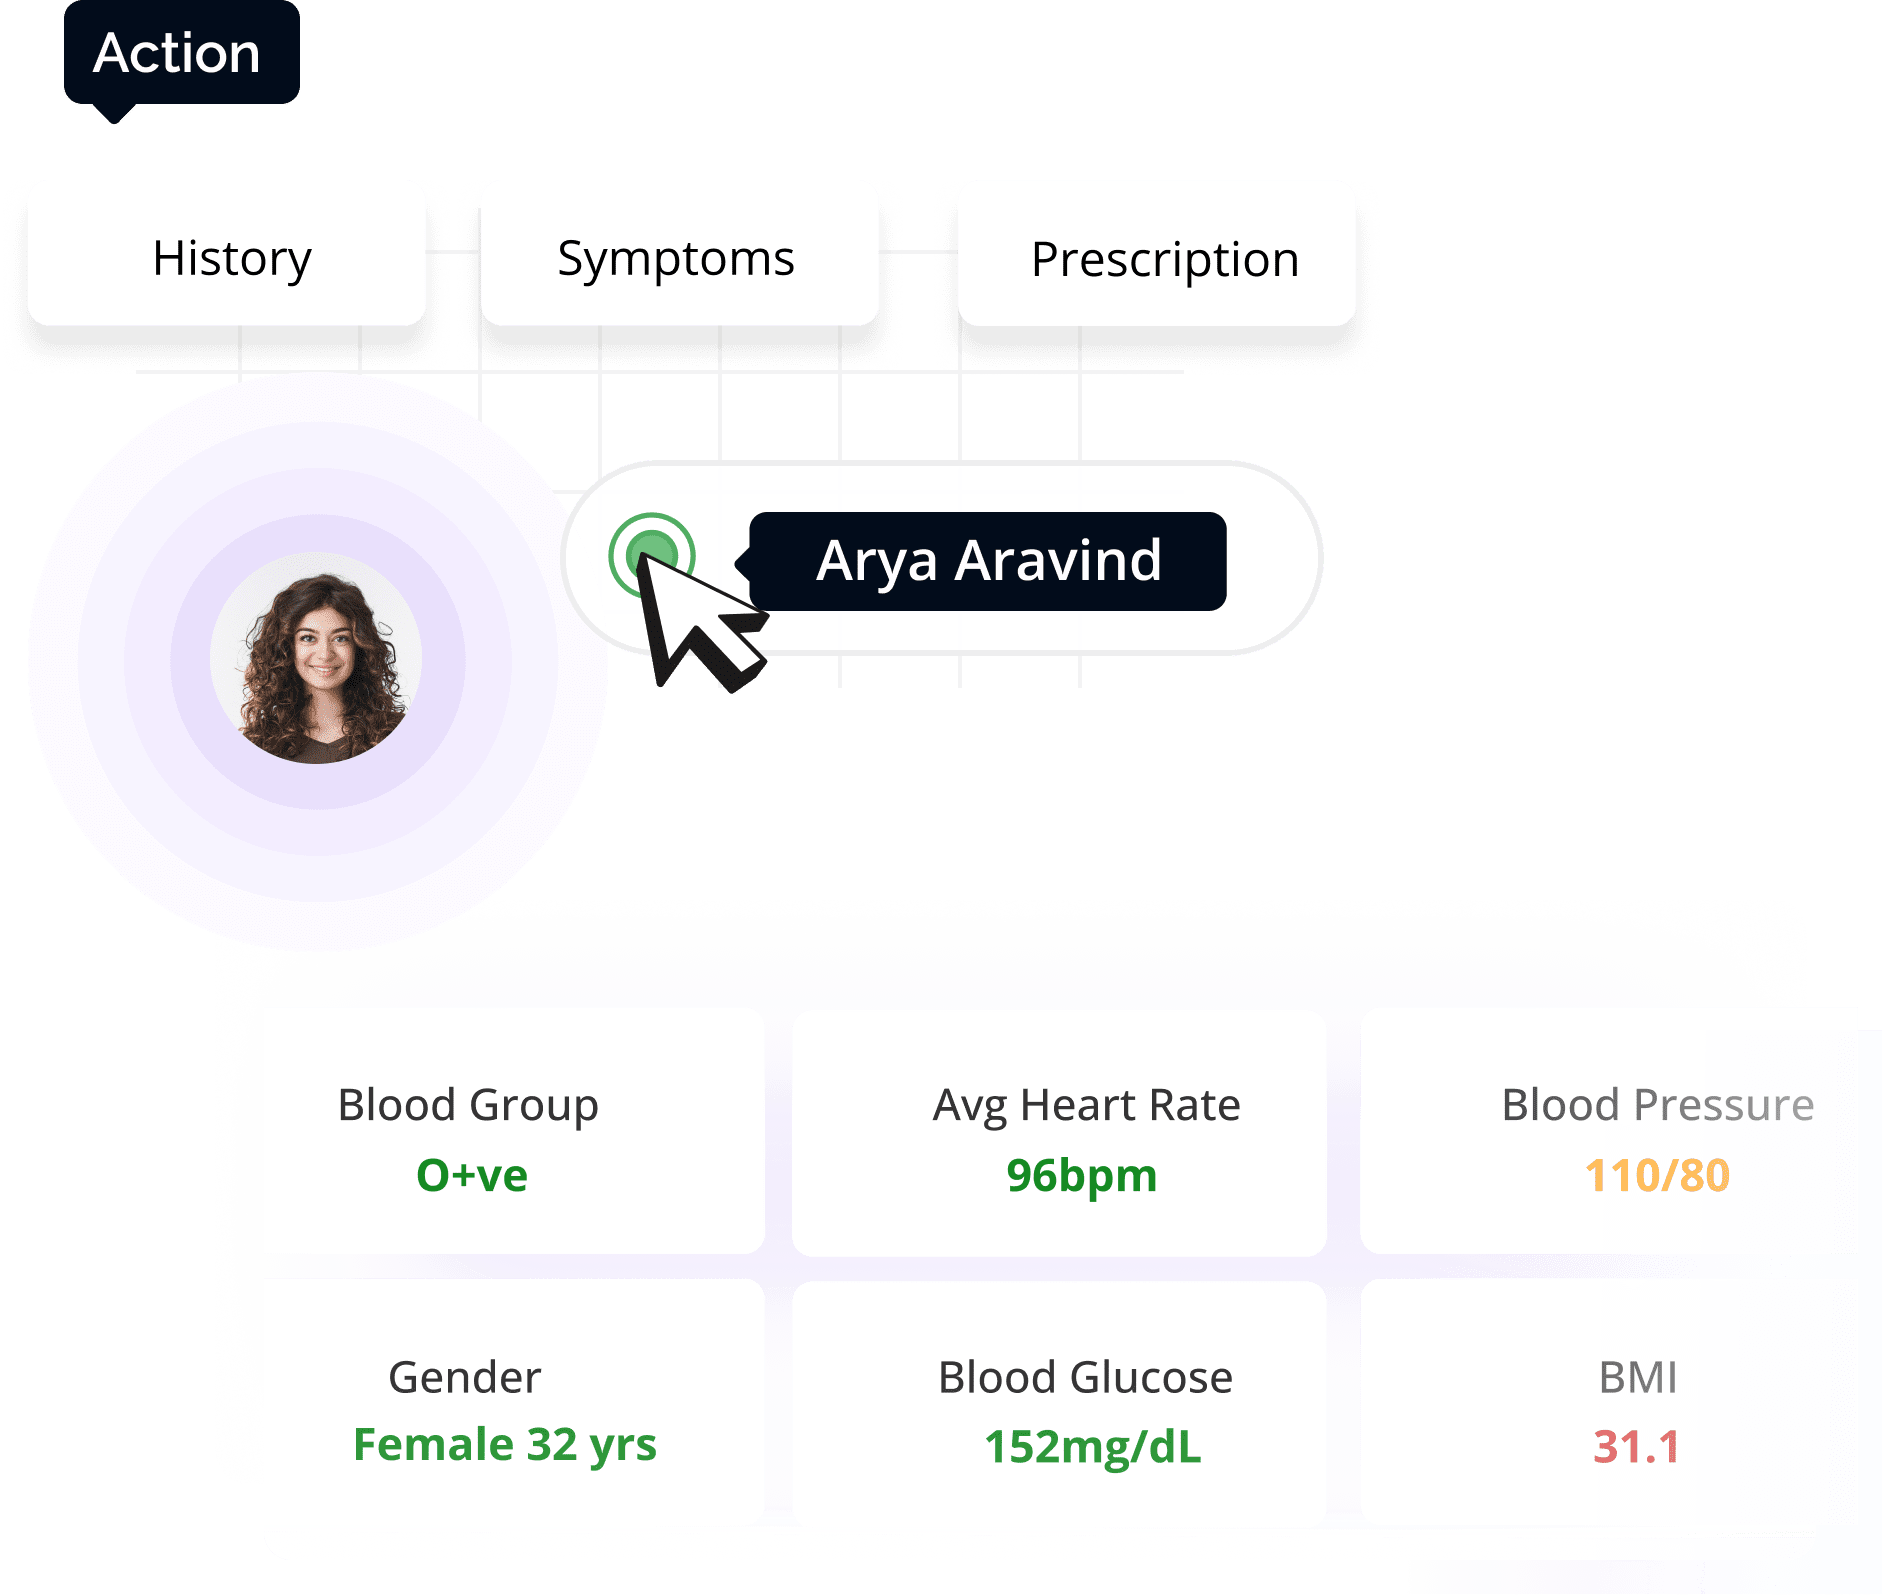 Action
History
Symptoms
Prescription
Arya Aravind
Blood Group
O+ve
Avg Heart Rate
96bpm
Blood Pressure
110/80
Gender
Female 32 yrs
Blood Glucose
152mg/dL
BMI
31.1